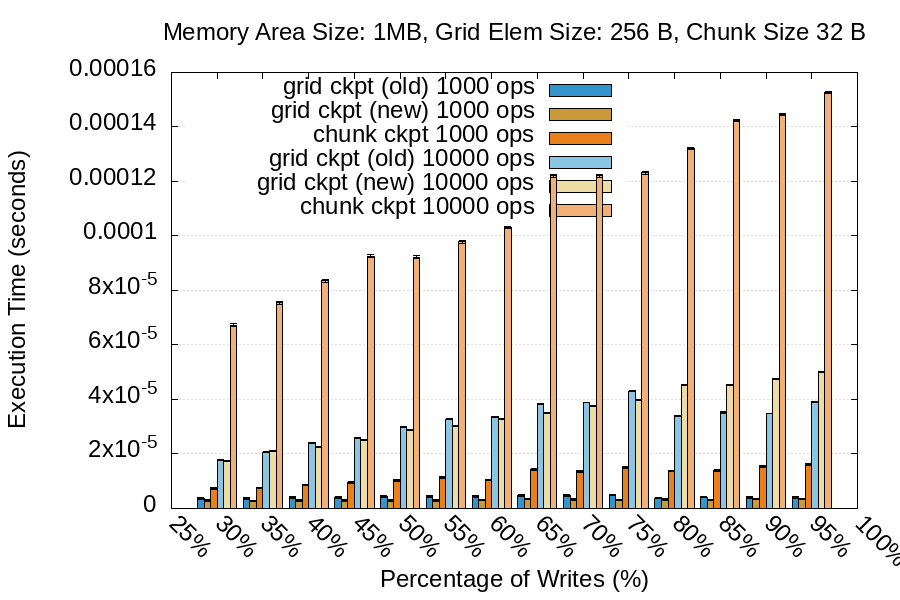 Memory Area Size: 1MB, Grid Elem Size: 256 B, Chunk Size 32 B
Execution Time (seconds)
0.00016
0.00014
0.00012
0.0001
8x10^-5
6x10^-5
4x10^-5
2x10^-5
0
grid ckpt (old) 1000 ops
grid ckpt (new) 1000 ops
chunk ckpt 1000 ops
grid ckpt (old) 10000 ops
grid ckpt (new) 10000 ops
chunk ckpt 10000 ops
25% 30% 35% 40% 45% 50% 55% 60% 65% 70% 75% 80% 85% 90% 95% 100%
Percentage of Writes (%)